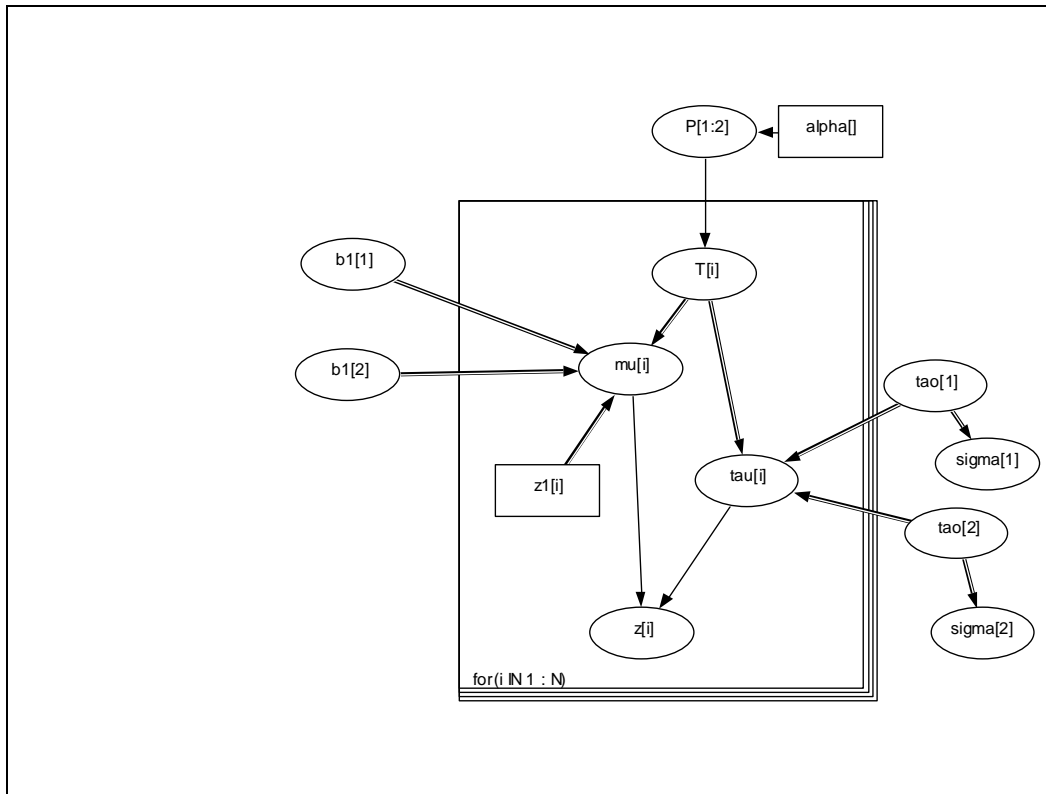 P[1:2]
alpha[]
b1[1]
T[i]
b1[2]
mu[i]
tao[1]
z1[i]
tau[i]
sigma[1]
tao[2]
z[i]
sigma[2]
for(i IN 1 : N)